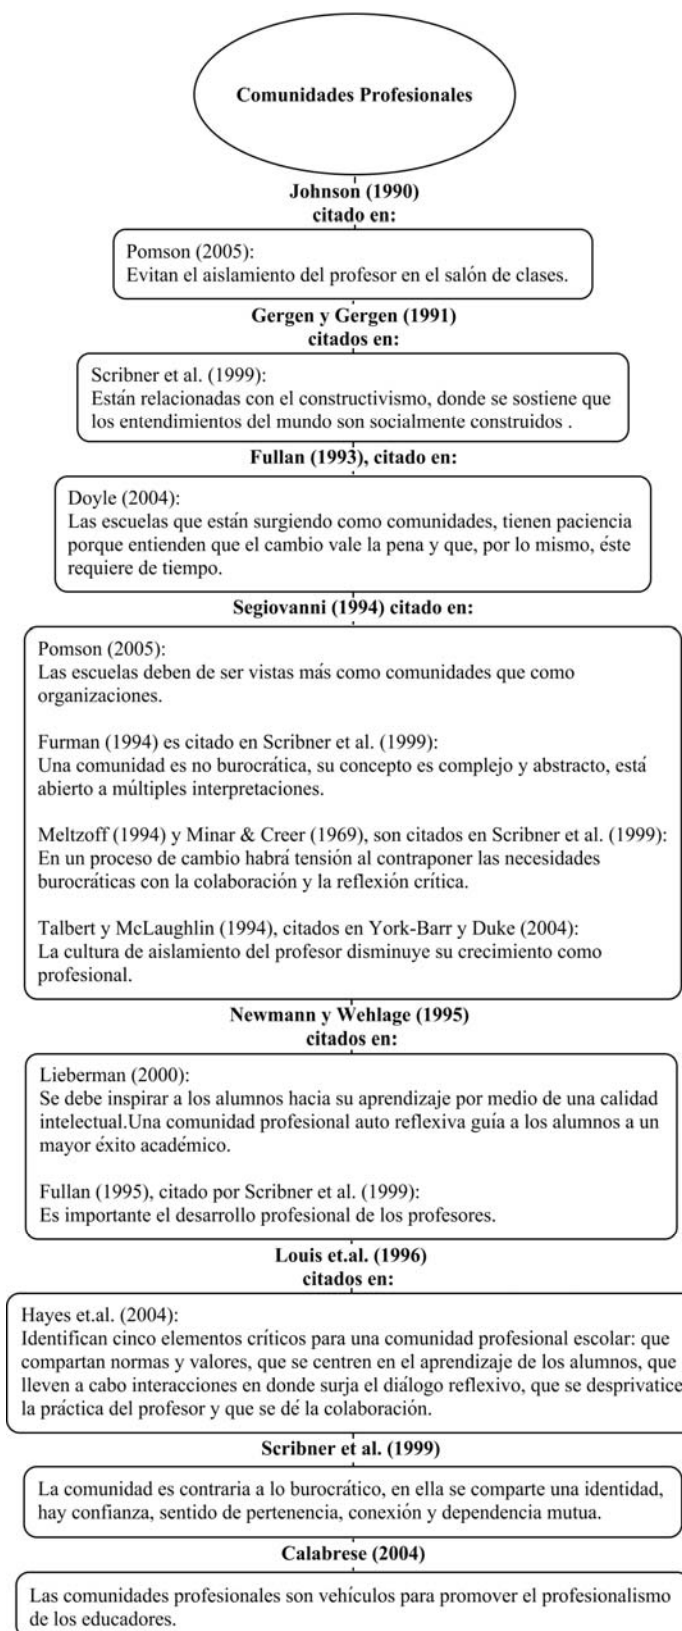 Comunidades Profesionales
Johnson (1990)
citado en:
Pomson (2005):
Evitan el aislamiento del profesor en el salón de clases.
Gergen y Gergen (1991)
citados en:
Scribner et al. (1999):
Están relacionadas con el constructivismo, donde se sostiene que
los entendimientos del mundo son socialmente construidos .
Fullan (1993), citado en:
Doyle (2004):
Las escuelas que están surgiendo como comunidades, tienen paciencia
porque entienden que el cambio vale la pena y que, por lo mismo, éste
requiere de tiempo.
Segiovanni (1994) citado en:
Pomson (2005):
Las escuelas deben de ser vistas más como comunidades que como
organizaciones.
Furman (1994) es citado en Scribner et al. (1999):
Una comunidad es no burocrática, su concepto es complejo y abstracto, está
abierto a múltiples interpretaciones.
Meltzoff (1994) y Minar & Creer (1969), son citados en Scribner et al. (1999):
En un proceso de cambio habrá tensión al contraponer las necesidades
burocráticas con la colaboración y la reflexión crítica.
Talbert y McLaughlin (1994), citados en York-Barr y Duke (2004):
La cultura de aislamiento del profesor disminuye su crecimiento como
profesional.
Newmann y Wehlage (1995)
citados en:
Lieberman (2000):
Se debe inspirar a los alumnos hacia su aprendizaje por medio de una calidad
intelectual.Una comunidad profesional auto reflexiva guía a los alumnos a un
mayor éxito académico.
Fullan (1995), citado por Scribner et al. (1999):
Es importante el desarrollo profesional de los profesores.
Louis et.al. (1996)
citados en:
Hayes et.al. (2004):
Identifican cinco elementos críticos para una comunidad profesional escolar: que
compartan normas y valores, que se centren en el aprendizaje de los alumnos, que
lleven a cabo interacciones en donde surja el diálogo reflexivo, que se desprivatice
la práctica del profesor y que se dé la colaboración.
Scribner et al. (1999)
La comunidad es contraria a lo burocrático, en ella se comparte una identidad,
hay confianza, sentido de pertenencia, conexión y dependencia mutua.
Calabrese (2004)
Las comunidades profesionales son vehículos para promover el profesionalismo
de los educadores.